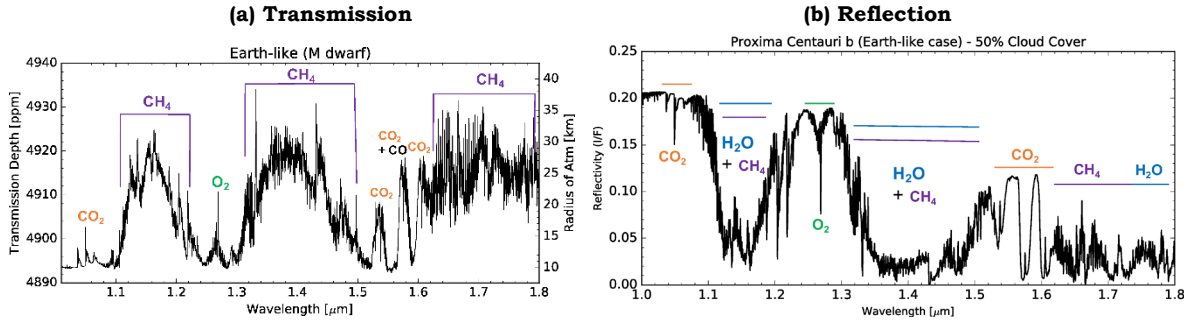 (a) Transmission
Earth-like (M dwarf)
Transmission Depth [ppm]
4940
4930
4920
4910
4900
4890
CH₄
CH₄
CH₄
CO₂
O₂
CO₂
CO₂
+ CO
CO₂
40
35
30
25
20
15
10
Radius of Atm [km]
1.1 1.2 1.3 1.4 1.5 1.6 1.7 1.8
Wavelength [μm]
(b) Reflection
Proxima Centauri b (Earth-like case) - 50% Cloud Cover
Reflectivity (I/F)
0.25
0.20
0.15
0.10
0.05
0.00
CO₂
H₂O
+ CH₄
O₂
H₂O
+ CH₄
CO₂
CH₄
H₂O
1.0 1.1 1.2 1.3 1.4 1.5 1.6 1.7 1.8
Wavelength [μm]